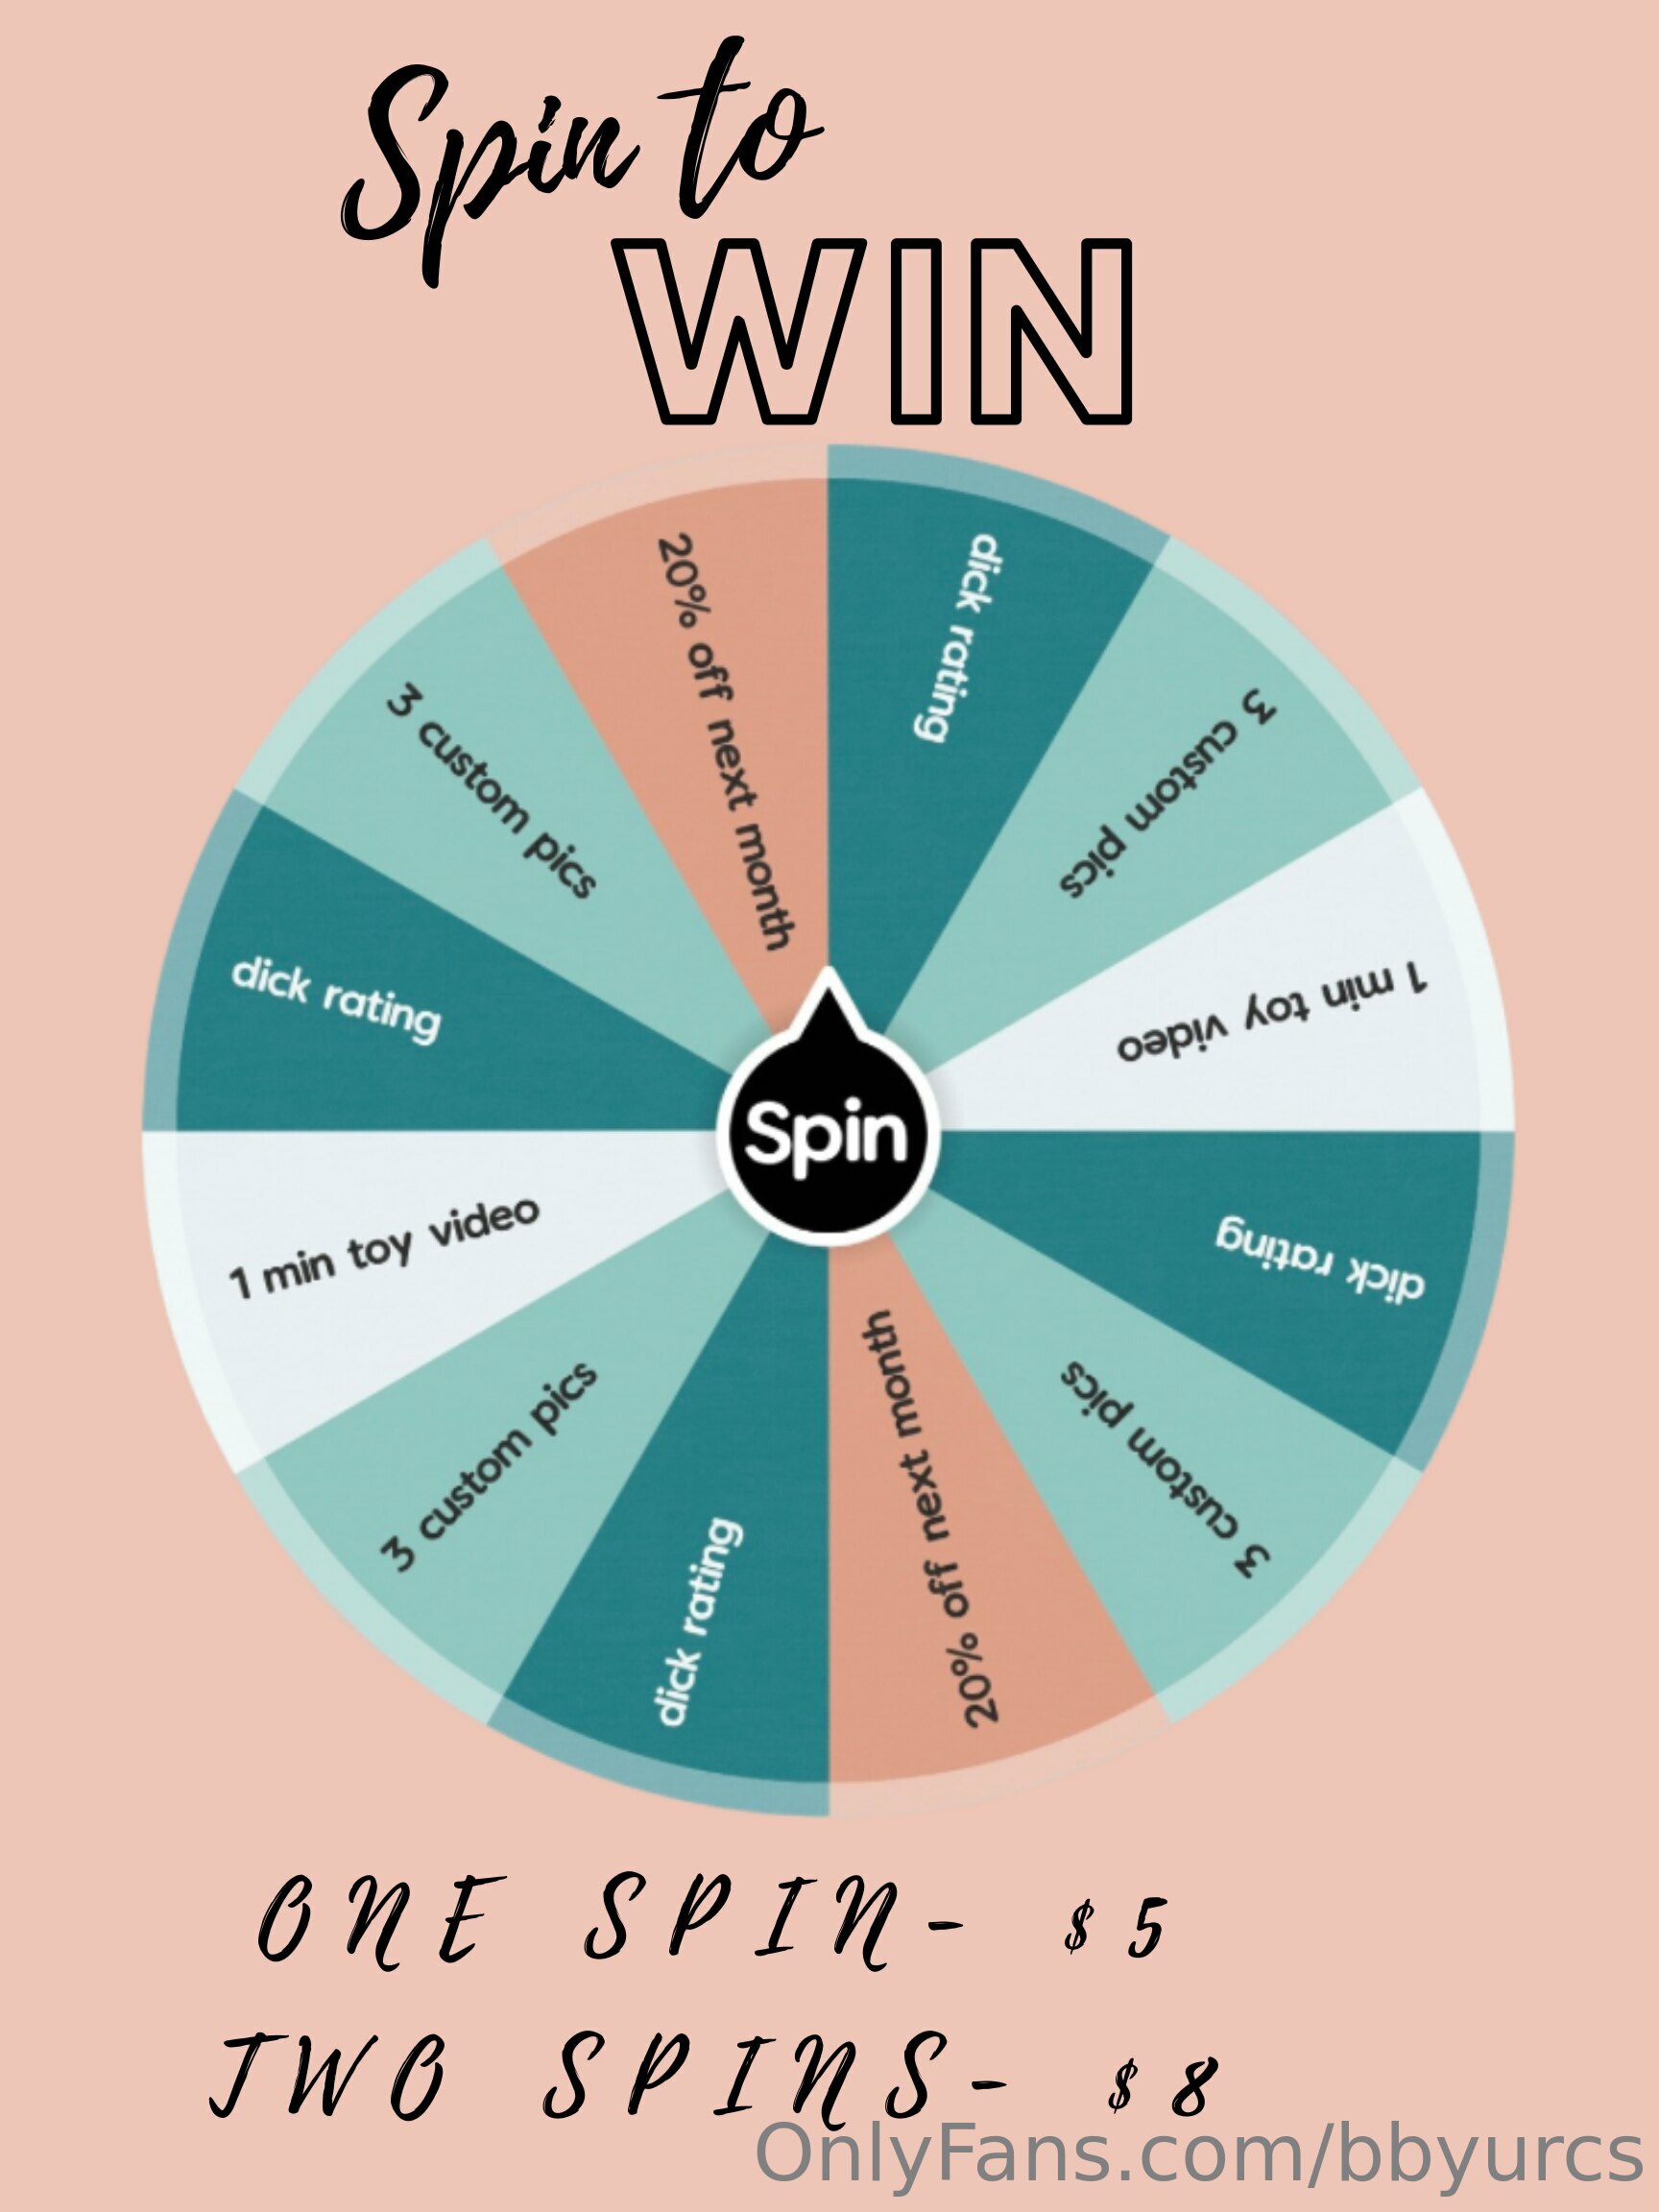 Spin to
WIN
dick rating
3 custom pics
1 min toy video
dick rating
3 custom pics
20% off next month
dick rating
3 custom pics
1 min toy video
dick rating
3 custom pics
20% off next month
Spin
ONE SPIN- $5
TWO SPINS- $8
OnlyFans.com/bbyurcs